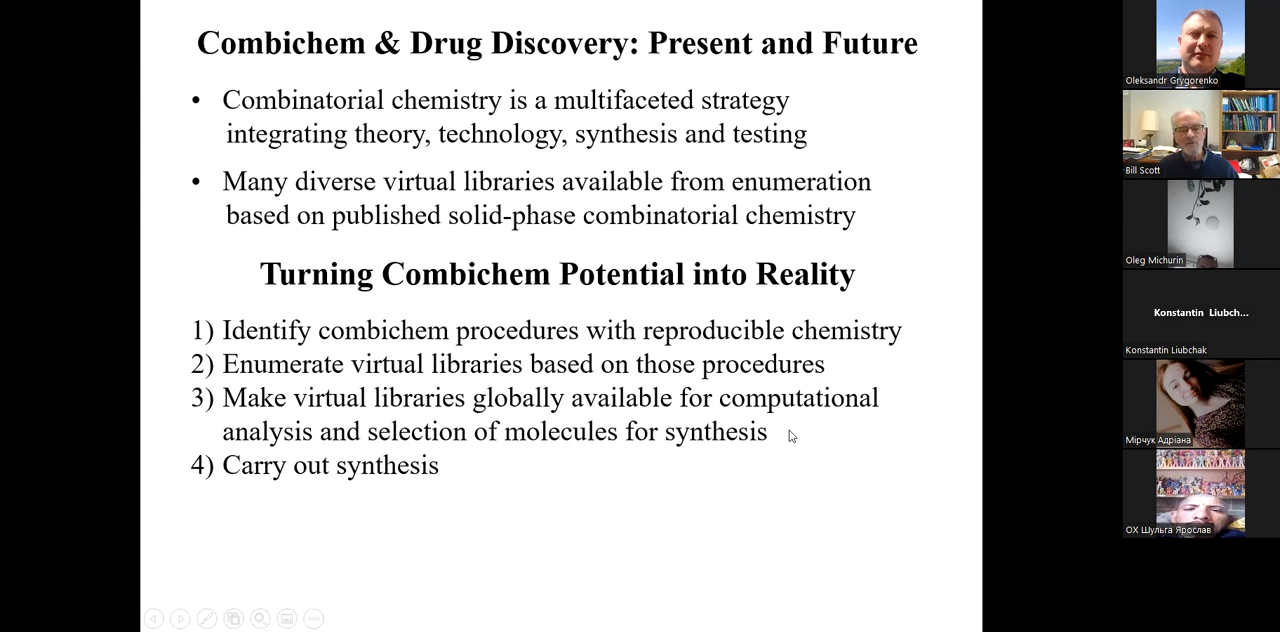 Combichem & Drug Discovery: Present and Future
• Combinatorial chemistry is a multifaceted strategy
integrating theory, technology, synthesis and testing
• Many diverse virtual libraries available from enumeration
based on published solid-phase combinatorial chemistry
Turning Combichem Potential into Reality
1) Identify combichem procedures with reproducible chemistry
2) Enumerate virtual libraries based on those procedures
3) Make virtual libraries globally available for computational
analysis and selection of molecules for synthesis
4) Carry out synthesis
Oleksandr Grygorenko
Bill Scott
Oleg Michurin
Konstantin Liubch...
Konstantin Liubchak
Мірчук Адріана
ОХ Шульга Ярослав